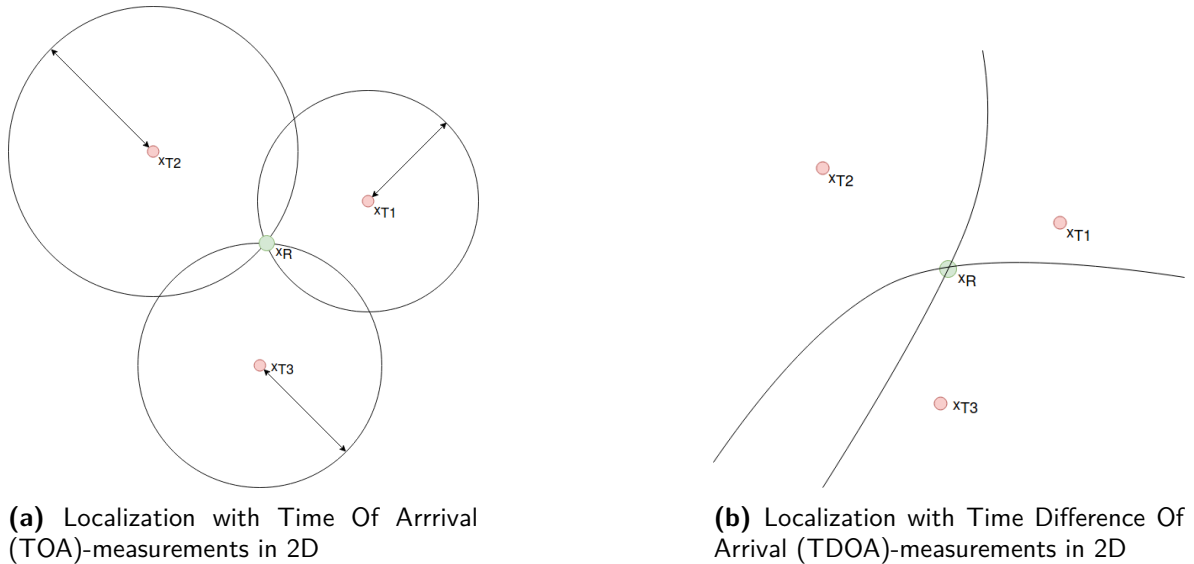 xT2
xT1
xR
xT3
(a) Localization with Time Of Arrrival
(TOA)-measurements in 2D
xT2
xT1
xR
xT3
(b) Localization with Time Difference Of
Arrival (TDOA)-measurements in 2D